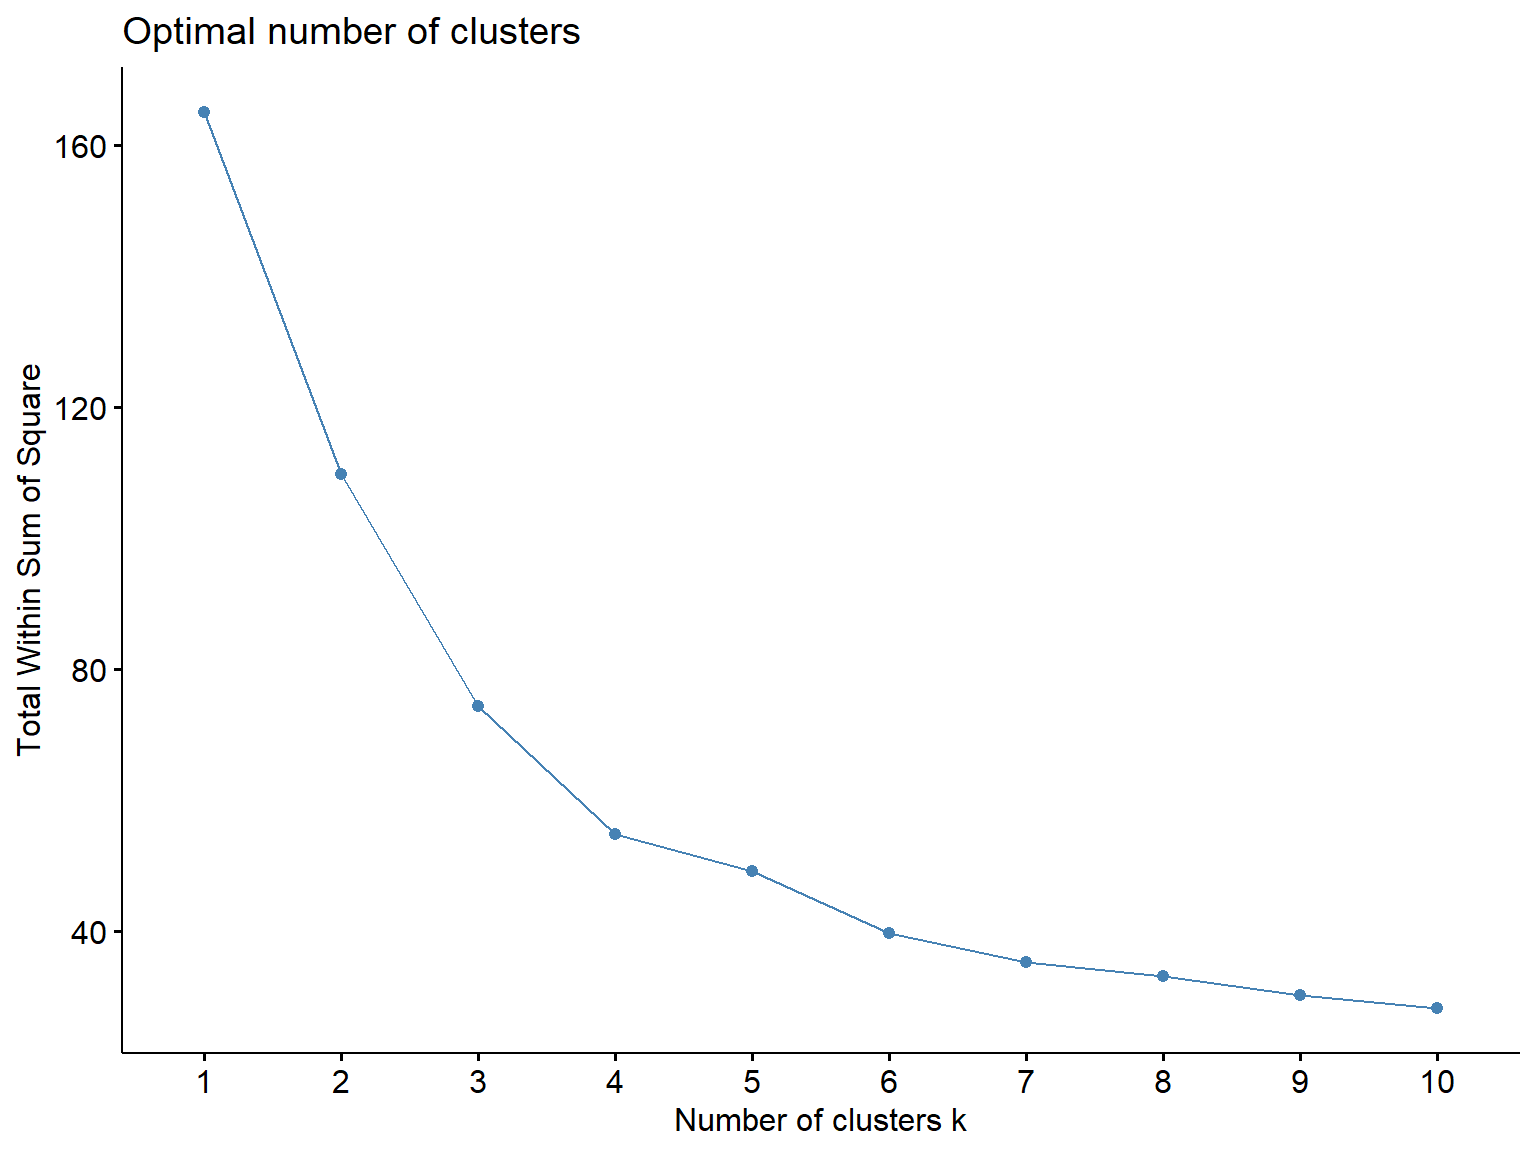 Optimal number of clusters
Total Within Sum of Square
160
120
80
40
1 2 3 4 5 6 7 8 9 10
Number of clusters k